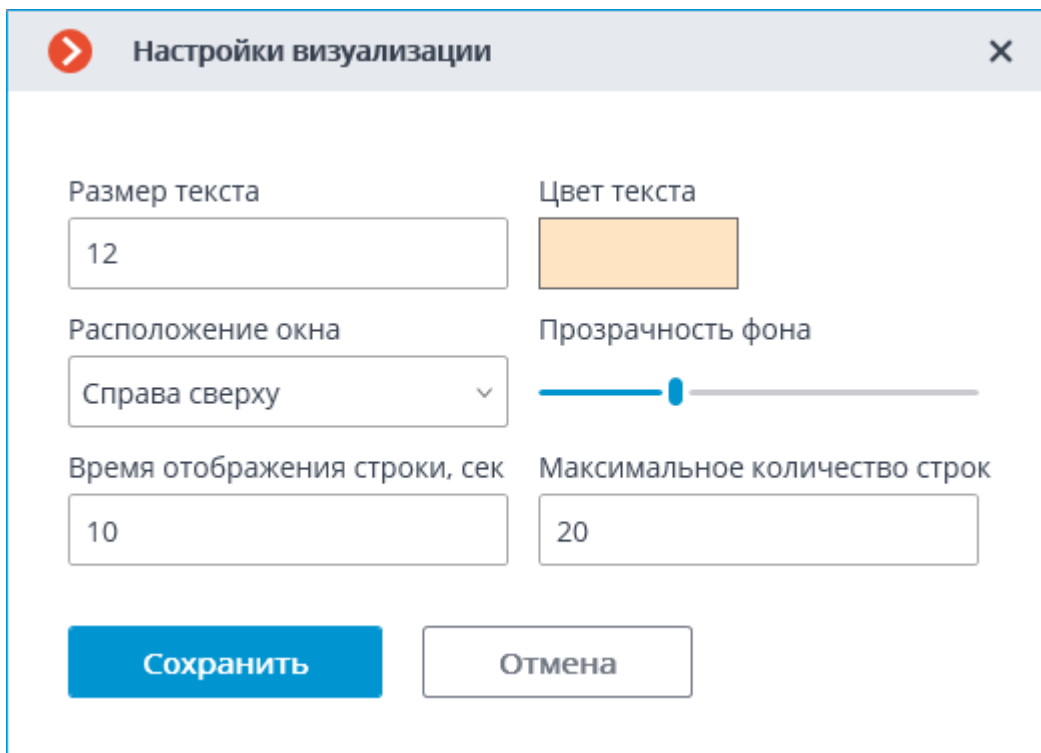 Настройки визуализации
Размер текста
Цвет текста
12
Расположение окна
Прозрачность фона
Справа сверху
Время отображения строки, сек
Максимальное количество строк
10
20
Сохранить
Отмена